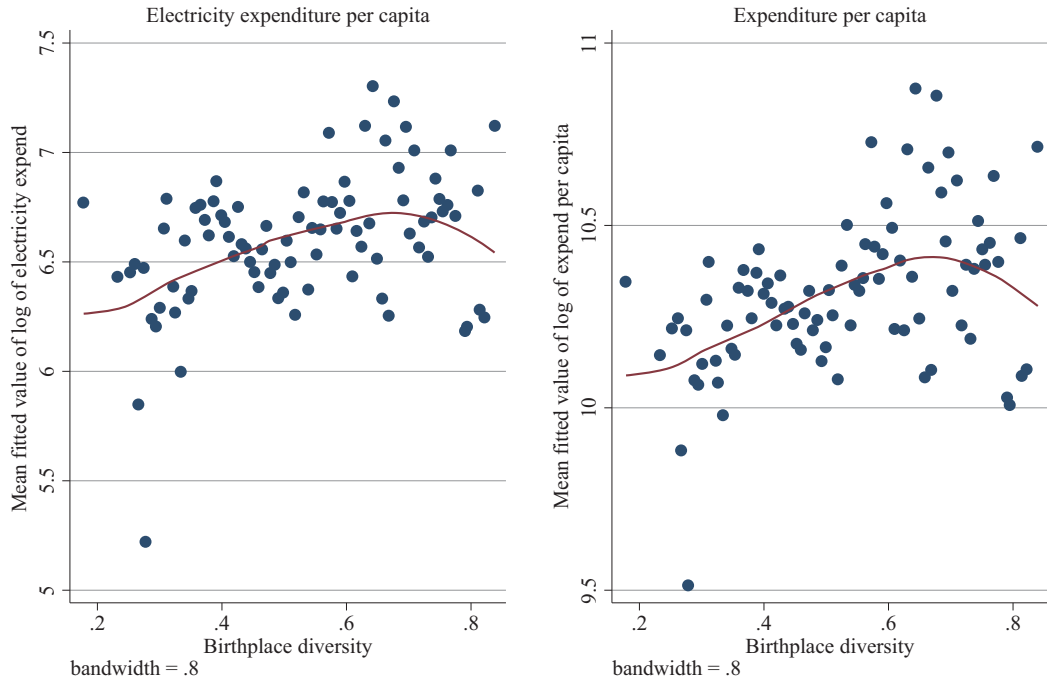 Electricity expenditure per capita
Mean fitted value of log of electricity expend
7.5
7
6.5
6
5.5
5
.2 .4 .6 .8
Birthplace diversity
bandwidth = .8
Expenditure per capita
Mean fitted value of log of expend per capita
11
10.5
10
9.5
.2 .4 .6 .8
Birthplace diversity
bandwidth = .8